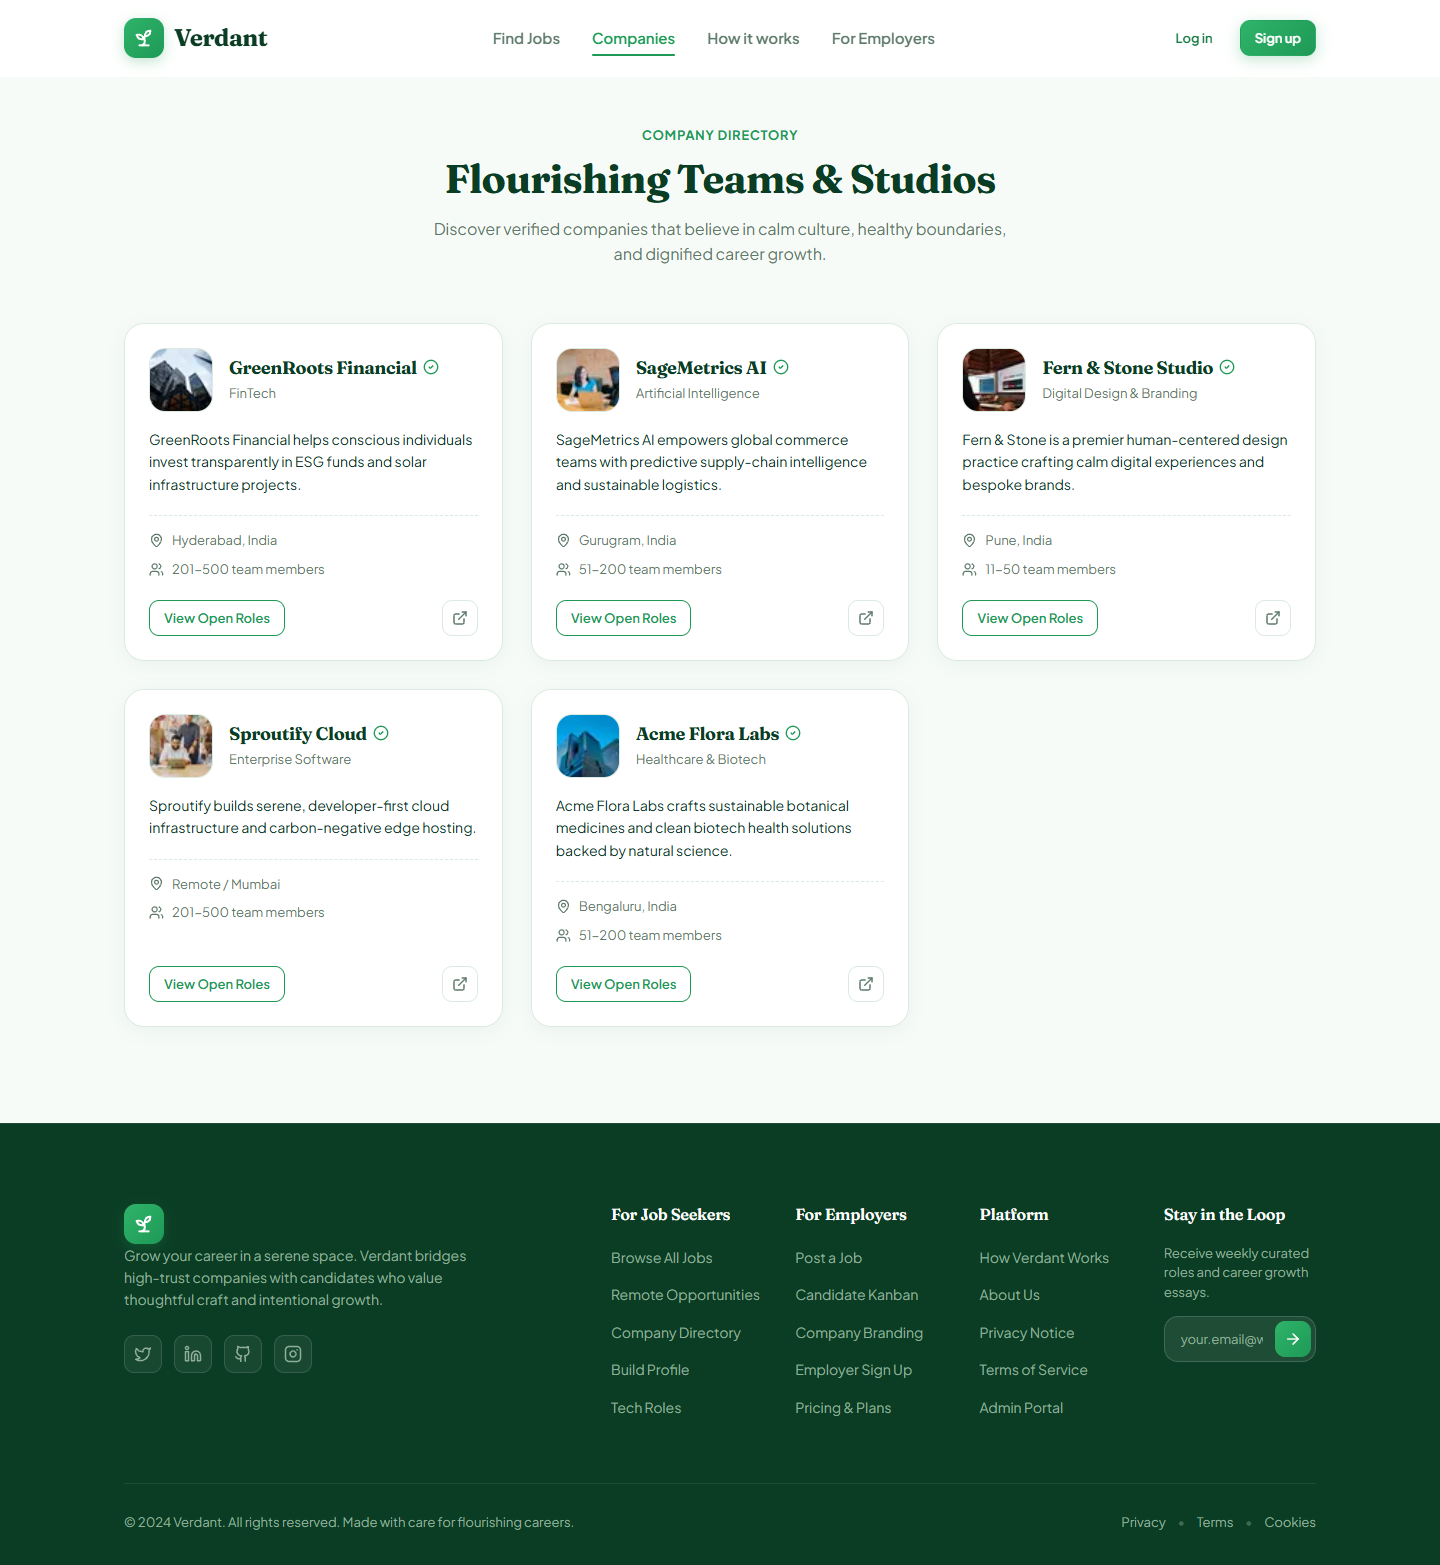 Verdant
Find Jobs
Companies
How it works
For Employers
Log in
Sign up
COMPANY DIRECTORY
Flourishing Teams & Studios
Discover verified companies that believe in calm culture, healthy boundaries,
and dignified career growth.
GreenRoots Financial
FinTech
GreenRoots Financial helps conscious individuals
invest transparently in ESG funds and solar
infrastructure projects.
Hyderabad, India
201–500 team members
View Open Roles
SageMetrics AI
Artificial Intelligence
SageMetrics AI empowers global commerce
teams with predictive supply-chain intelligence
and sustainable logistics.
Gurugram, India
51–200 team members
View Open Roles
Fern & Stone Studio
Digital Design & Branding
Fern & Stone is a premier human-centered design
practice crafting calm digital experiences and
bespoke brands.
Pune, India
11–50 team members
View Open Roles
Sproutify Cloud
Enterprise Software
Sproutify builds serene, developer-first cloud
infrastructure and carbon-negative edge hosting.
Remote / Mumbai
201–500 team members
View Open Roles
Acme Flora Labs
Healthcare & Biotech
Acme Flora Labs crafts sustainable botanical
medicines and clean biotech health solutions
backed by natural science.
Bengaluru, India
51–200 team members
View Open Roles
Grow your career in a serene space. Verdant bridges
high-trust companies with candidates who value
thoughtful craft and intentional growth.
For Job Seekers
Browse All Jobs
Remote Opportunities
Company Directory
Build Profile
Tech Roles
For Employers
Post a Job
Candidate Kanban
Company Branding
Employer Sign Up
Pricing & Plans
Platform
How Verdant Works
About Us
Privacy Notice
Terms of Service
Admin Portal
Stay in the Loop
Receive weekly curated
roles and career growth
essays.
your.email@w
© 2024 Verdant. All rights reserved. Made with care for flourishing careers.
Privacy • Terms • Cookies